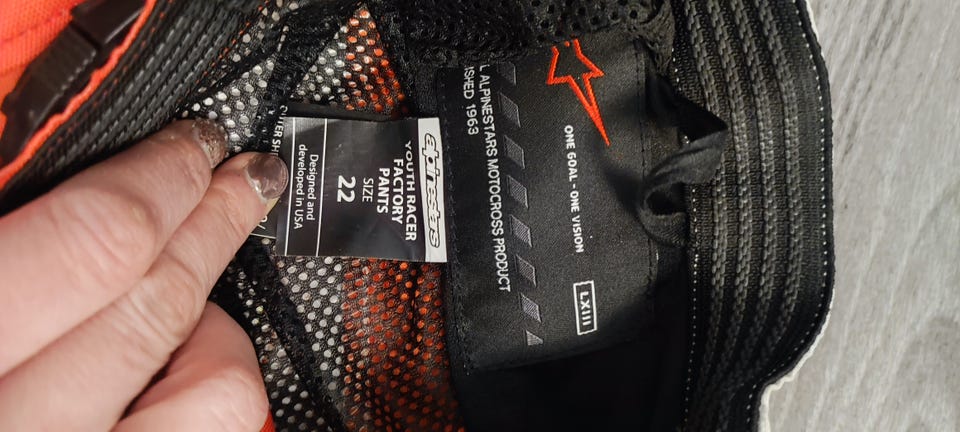 alpinestars
YOUTH RACER
FACTORY
PANTS
SIZE
22
Designed and
developed in USA
ONE GOAL - ONE VISION
LXIII
ALPINESTARS MOTOCROSS PRODUCT
1963